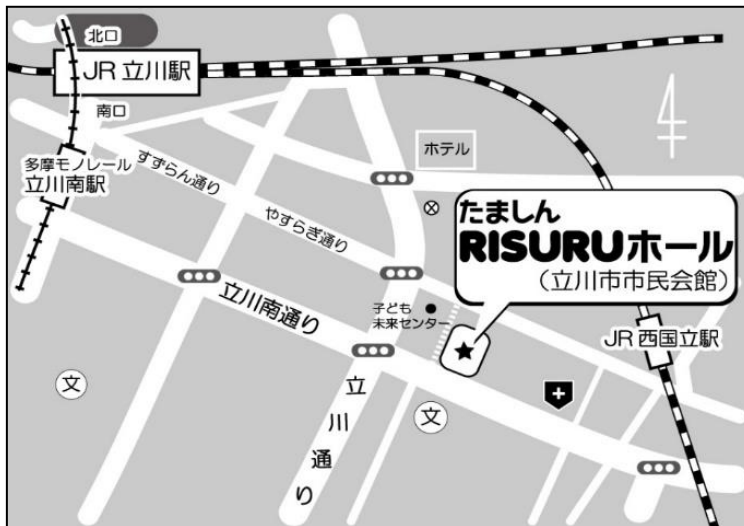 北口
JR 立川駅
南口
多摩モノレール
立川南駅
すずらん通り
やすらぎ通り
ホテル
たましん
RISURUホール
（立川市市民会館）
子ども
未来センター
立川南通り
JR 西国立駅
立川通り
文
文